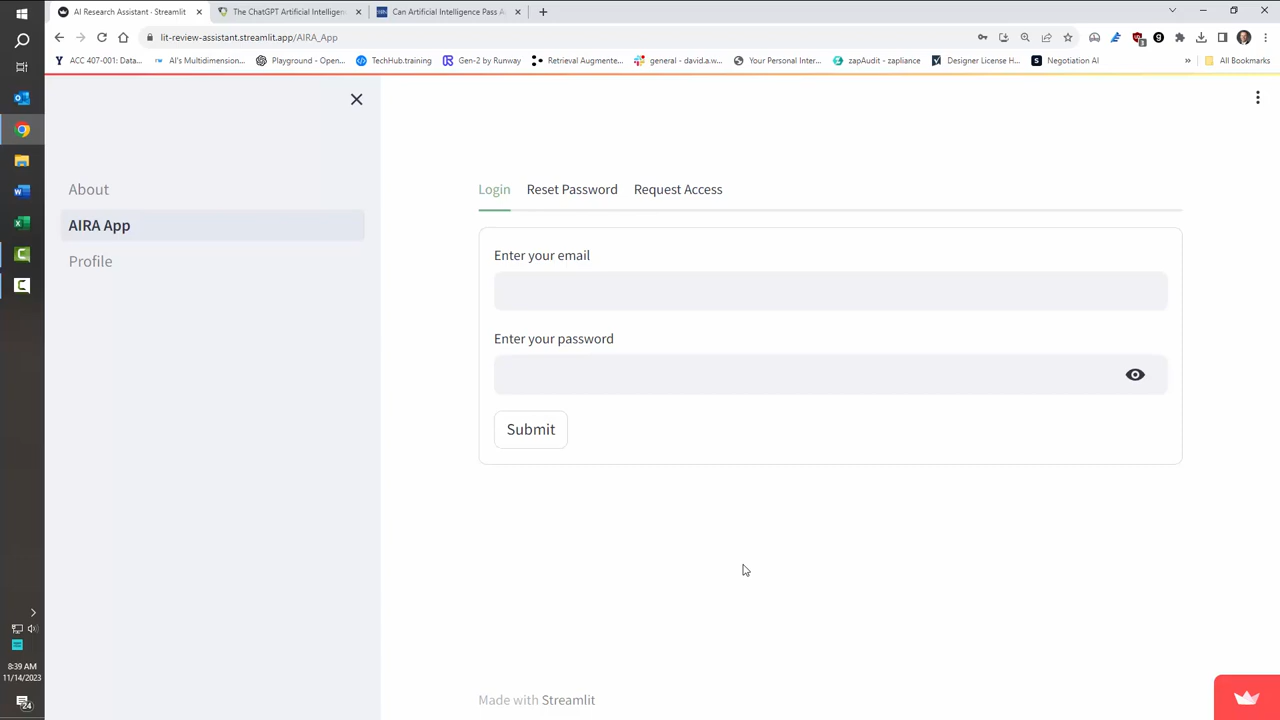 AI Research Assistant · Streamlit
The ChatGPT Artificial Intelligenc
Can Artificial Intelligence Pass A
lit-review-assistant.streamlit.app/AIRA_App
ACC 407-001: Data...
AI's Multidimension...
Playground - Open...
TechHub.training
Gen-2 by Runway
Retrieval Augmente...
general - david.a.w...
Your Personal Inter...
zapAudit - zapliance
Designer License H...
Negotiation AI
»
All Bookmarks
About
AIRA App
Profile
Login
Reset Password
Request Access
Enter your email
Enter your password
Submit
Made with Streamlit
8:39 AM
11/14/2023
24